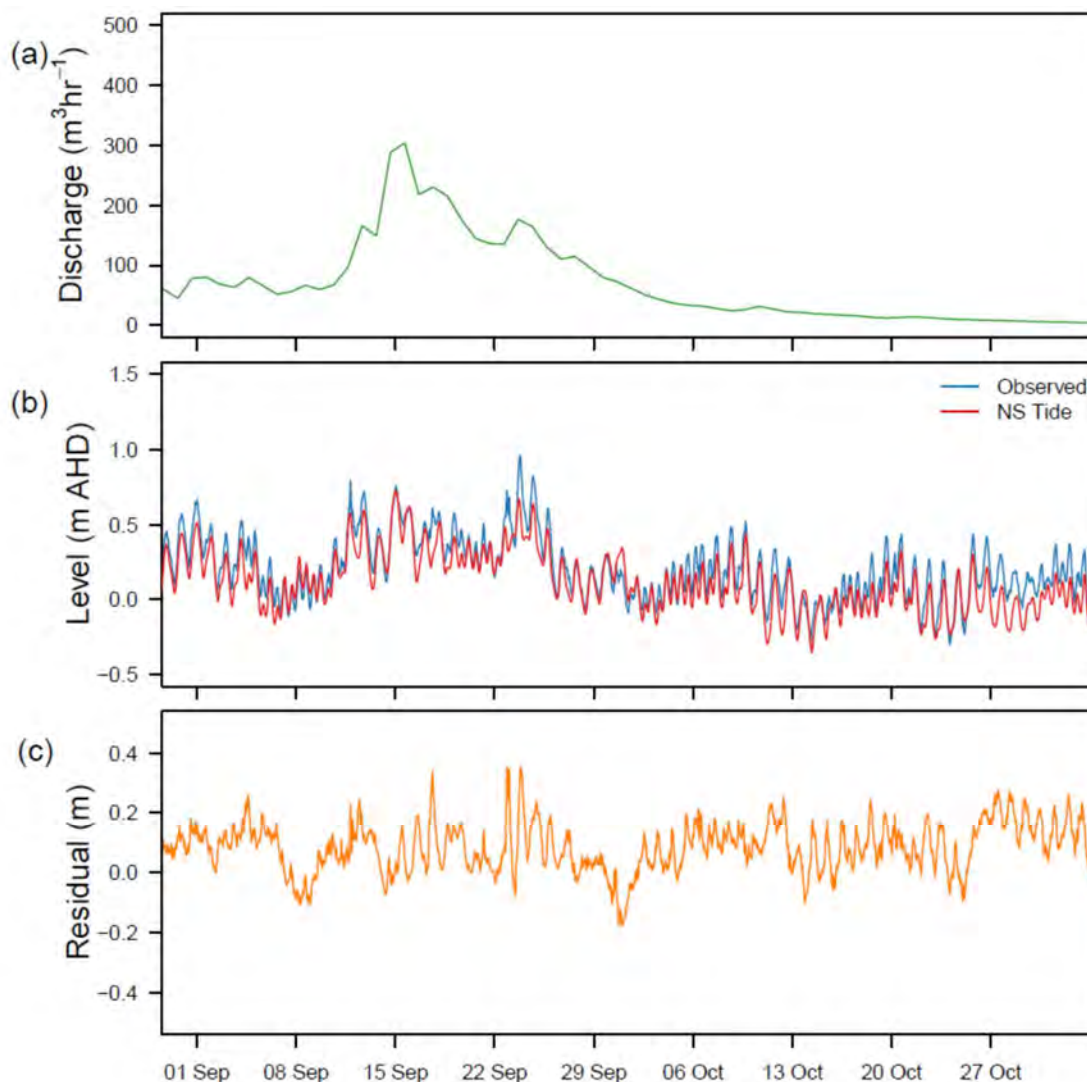 (a)
Discharge (m³hr⁻¹)
500
400
300
200
100
0
(b)
Level (m AHD)
1.5
1.0
0.5
0.0
−0.5
Observed
NS Tide
(c)
Residual (m)
0.4
0.2
0.0
−0.2
−0.4
01 Sep 08 Sep 15 Sep 22 Sep 29 Sep 06 Oct 13 Oct 20 Oct 27 Oct